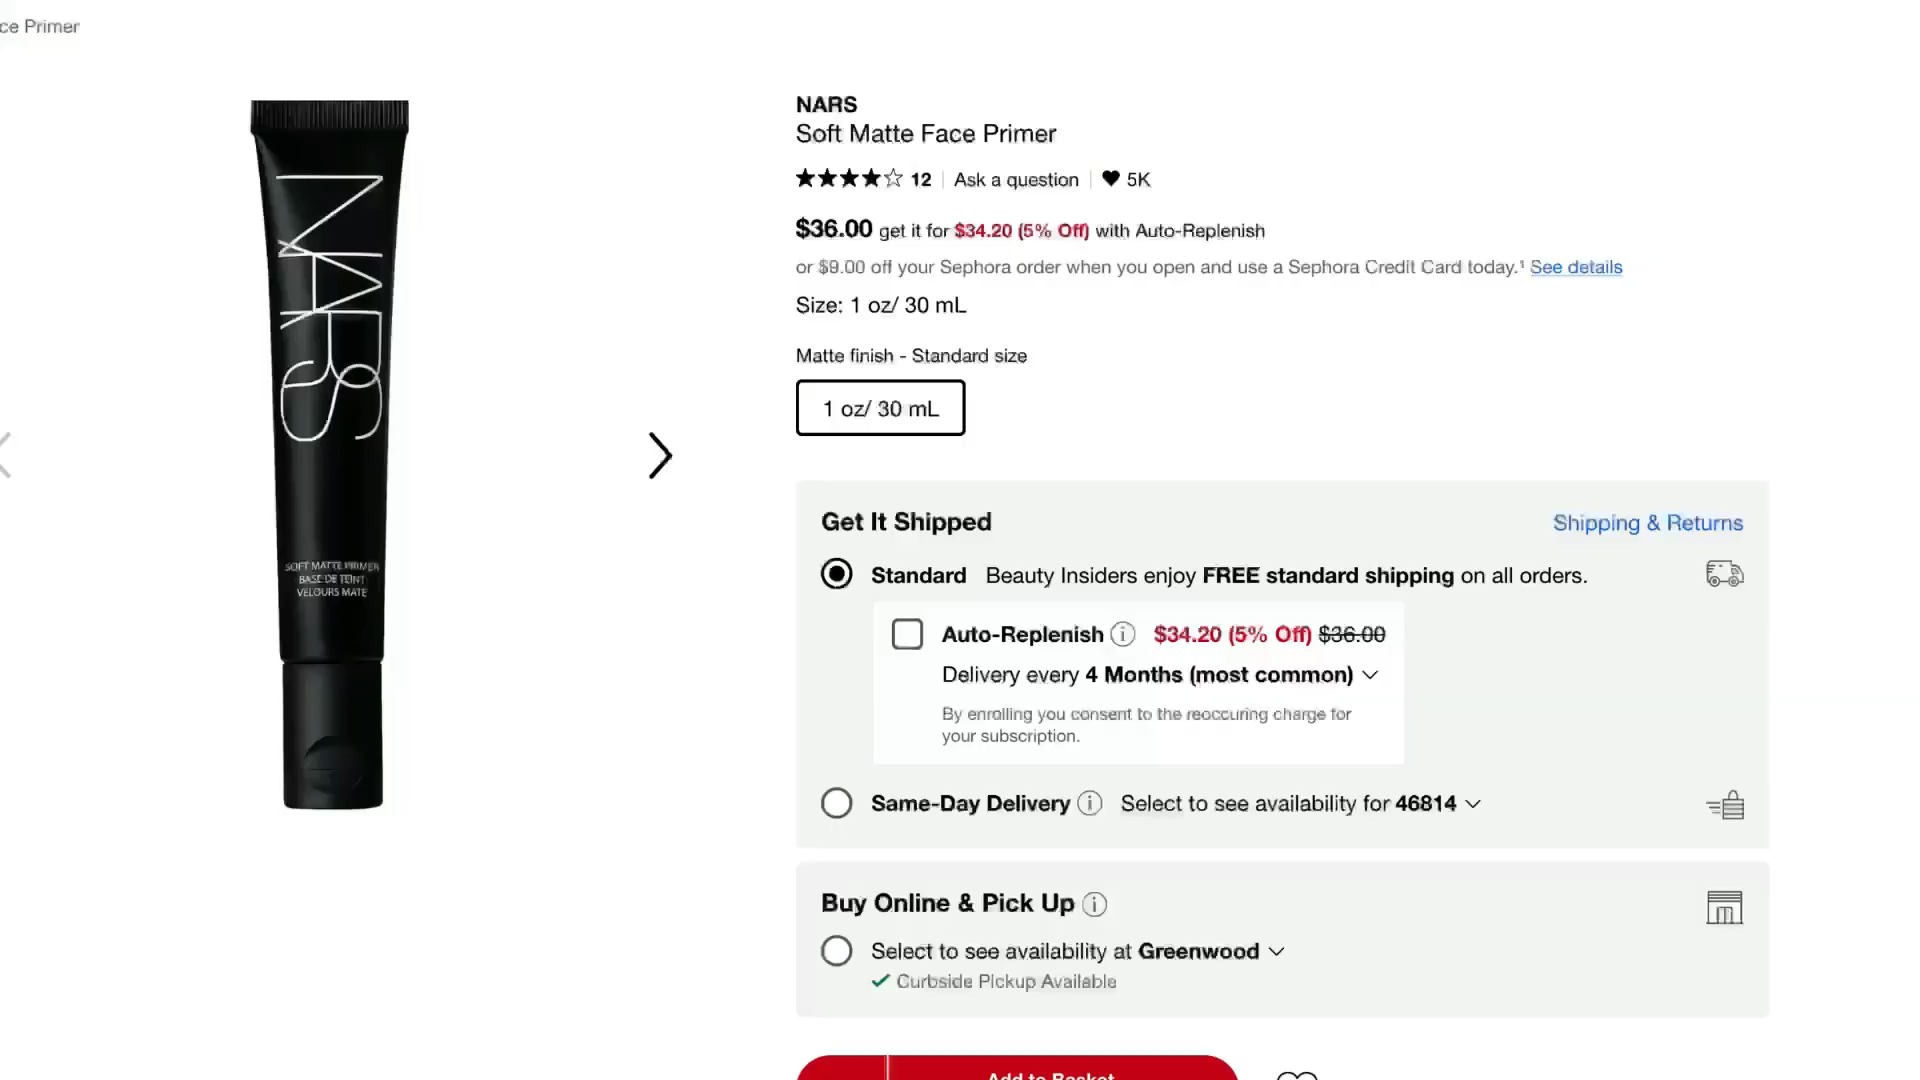 ce Primer
NARS
SOFT MATTE PRIMER
BASE DE TEINT
VELOURS MATE
NARS
Soft Matte Face Primer
12
Ask a question
5K
$36.00 get it for $34.20 (5% Off) with Auto-Replenish
or $9.00 off your Sephora order when you open and use a Sephora Credit Card today.¹ See details
Size: 1 oz/ 30 mL
Matte finish - Standard size
1 oz/ 30 mL
Get It Shipped
Shipping & Returns
Standard Beauty Insiders enjoy FREE standard shipping on all orders.
Auto-Replenish $34.20 (5% Off) $36.00
Delivery every 4 Months (most common)
By enrolling you consent to the reoccuring charge for
your subscription.
Same-Day Delivery Select to see availability for 46814
Buy Online & Pick Up
Select to see availability at Greenwood
Curbside Pickup Available
Add to Basket